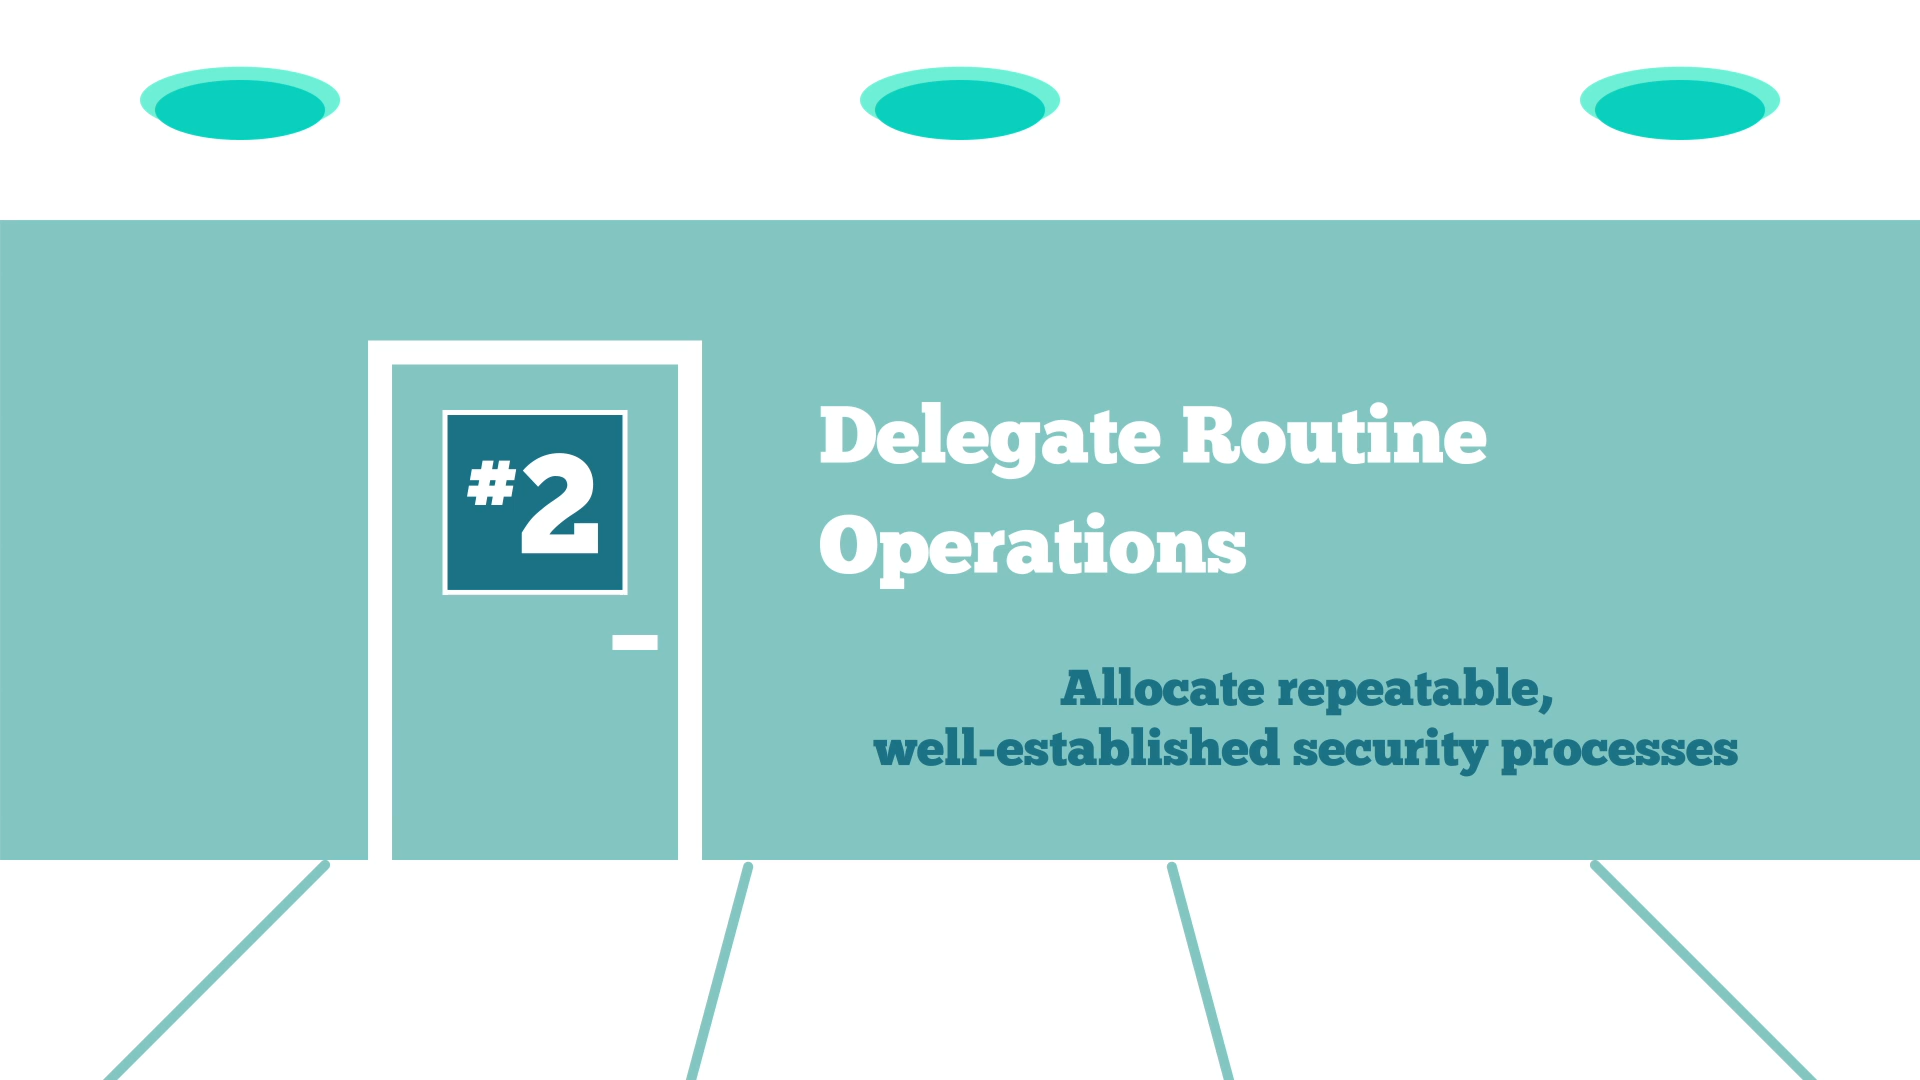 #2
Delegate Routine
Operations
Allocate repeatable,
well-established security processes